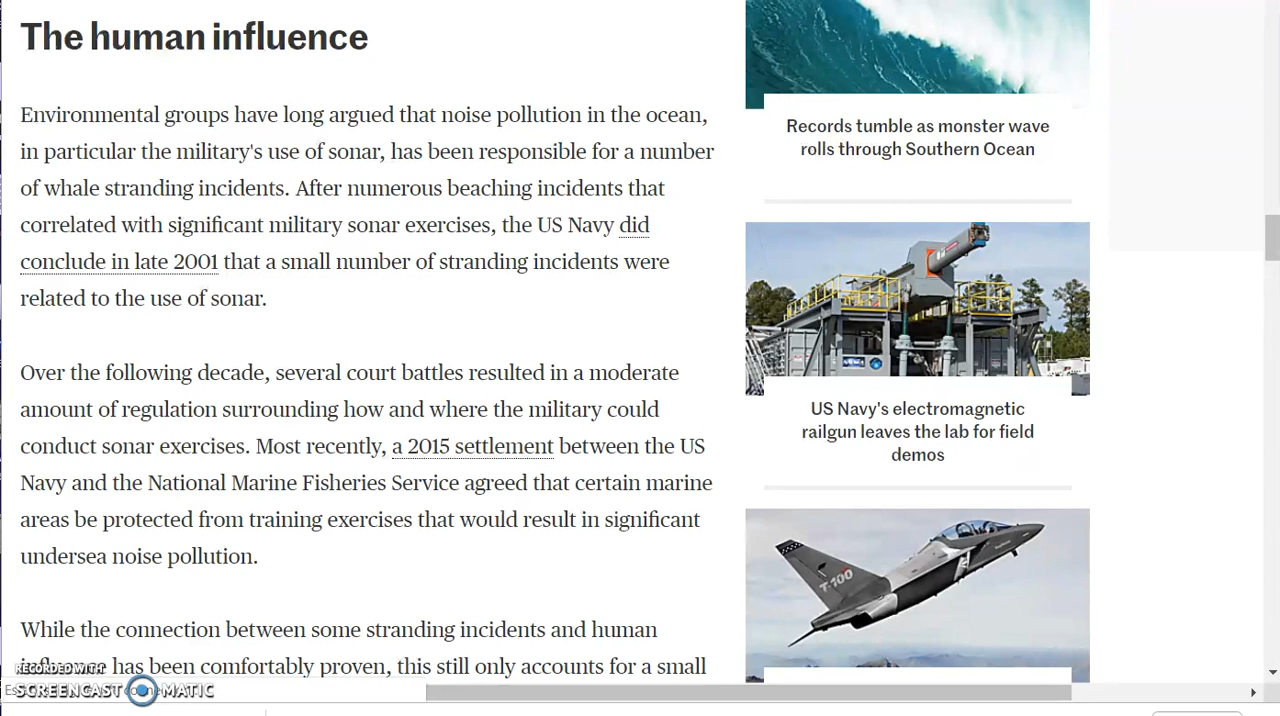 The human influence
Environmental groups have long argued that noise pollution in the ocean,
in particular the military's use of sonar, has been responsible for a number
of whale stranding incidents. After numerous beaching incidents that
correlated with significant military sonar exercises, the US Navy did
conclude in late 2001 that a small number of stranding incidents were
related to the use of sonar.
Over the following decade, several court battles resulted in a moderate
amount of regulation surrounding how and where the military could
conduct sonar exercises. Most recently, a 2015 settlement between the US
Navy and the National Marine Fisheries Service agreed that certain marine
areas be protected from training exercises that would result in significant
undersea noise pollution.
While the connection between some stranding incidents and human
has been comfortably proven, this still only accounts for a small
RECORDED WITH
SCREENCAST MATIC
Records tumble as monster wave
rolls through Southern Ocean
US Navy's electromagnetic
railgun leaves the lab for field
demos
T-100